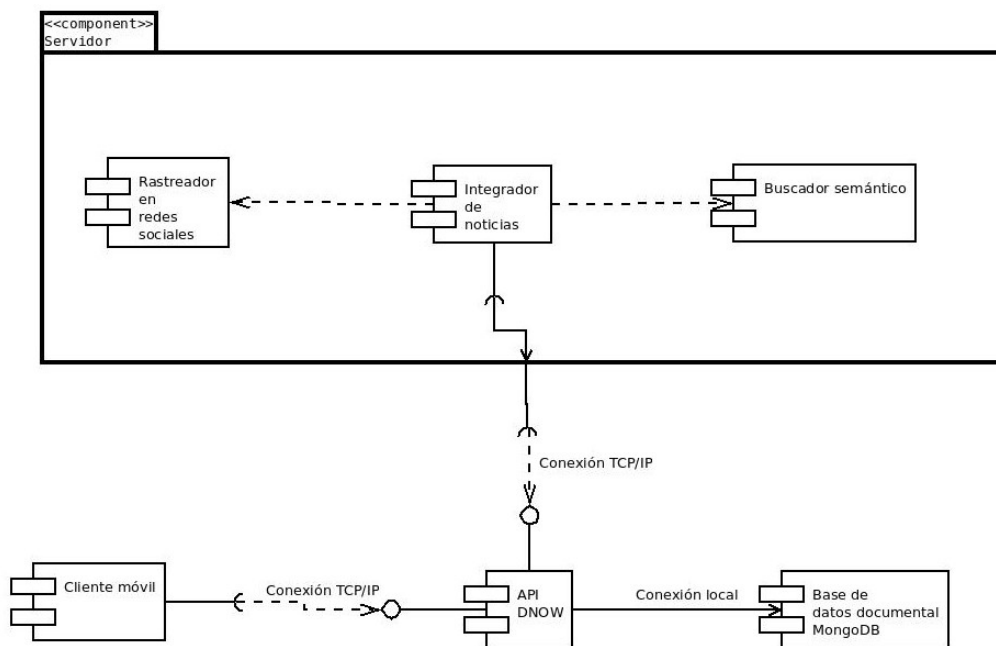 <<component>>
Servidor
Rastreador
en
redes
sociales
Integrador
de
noticias
Buscador semántico
Conexión TCP/IP
Cliente móvil
Conexión TCP/IP
API
DNOW
Conexión local
Base de
datos documental
MongoDB